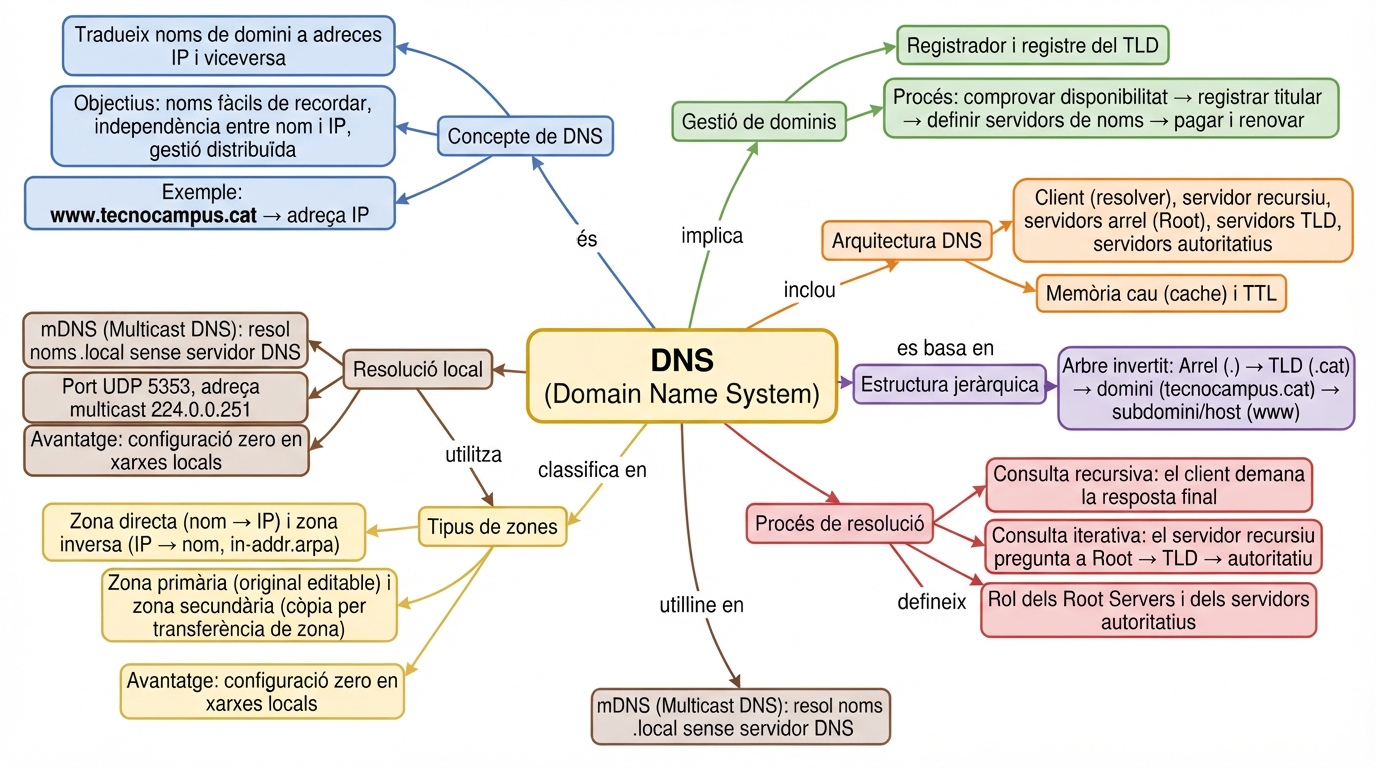 Tradueix noms de domini a adreces
IP i viceversa
Objectius: noms fàcils de recordar,
independència entre nom i IP,
gestió distribuïda
Exemple:
www.tecnocampus.cat → adreça IP
Concepte de DNS
és
Registrador i registre del TLD
Gestió de dominis
Procés: comprovar disponibilitat → registrar titular
→ definir servidors de noms → pagar i renovar
implica
Client (resolver), servidor recursiu,
servidors arrel (Root), servidors TLD,
servidors autoritatius
Arquitectura DNS
Memòria cau (cache) i TTL
inclou
mDNS (Multicast DNS): resol
noms .local sense servidor DNS
Port UDP 5353, adreça
multicast 224.0.0.251
Avantatge: configuració zero en
xarxes locals
Resolució local
DNS
(Domain Name System)
es basa en
Estructura jeràrquica
Arbre invertit: Arrel (.) → TLD (.cat)
→ domini (tecnocampus.cat) →
subdomini/host (www)
utilitza
classifica en
Tipus de zones
Zona directa (nom → IP) i zona
inversa (IP → nom, in-addr.arpa)
Zona primària (original editable) i
zona secundària (còpia per
transferència de zona)
Avantatge: configuració zero en
xarxes locals
Procés de resolució
Consulta recursiva: el client demana
la resposta final
Consulta iterativa: el servidor recursiu
pregunta a Root → TLD → autoritatiu
Rol dels Root Servers i dels servidors
autoritatius
defineix
utilline en
mDNS (Multicast DNS): resol noms
.local sense servidor DNS